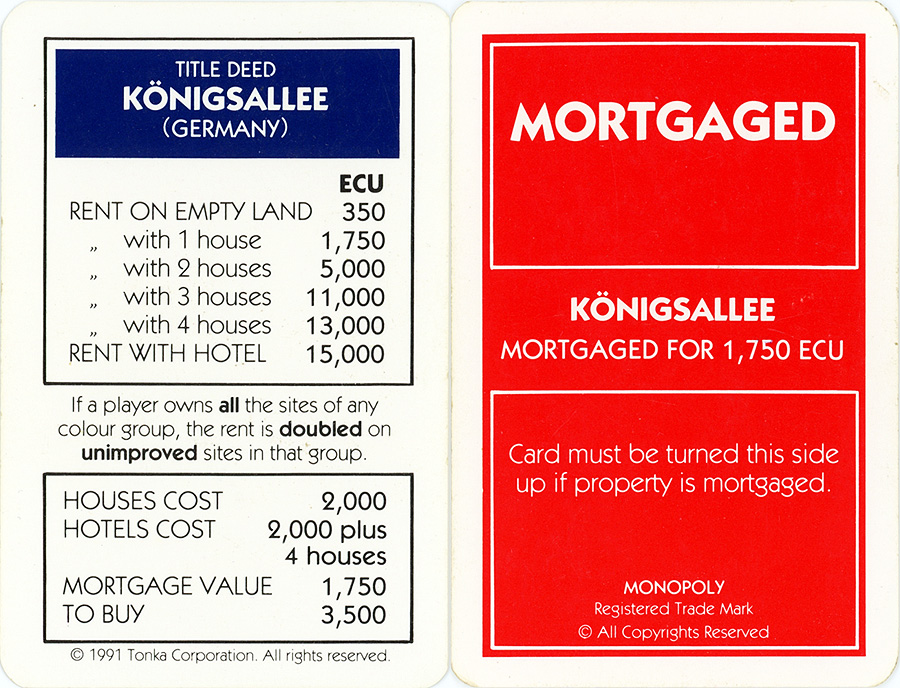 TITLE DEED
KÖNIGSALLEE
(GERMANY)
ECU
RENT ON EMPTY LAND 350
„ with 1 house 1,750
„ with 2 houses 5,000
„ with 3 houses 11,000
„ with 4 houses 13,000
RENT WITH HOTEL 15,000
If a player owns all the sites of any
colour group, the rent is doubled on
unimproved sites in that group.
HOUSES COST 2,000
HOTELS COST 2,000 plus
4 houses
MORTGAGE VALUE 1,750
TO BUY 3,500
© 1991 Tonka Corporation. All rights reserved.
MORTGAGED
KÖNIGSALLEE
MORTGAGED FOR 1,750 ECU
Card must be turned this side
up if property is mortgaged.
MONOPOLY
Registered Trade Mark
© All Copyrights Reserved